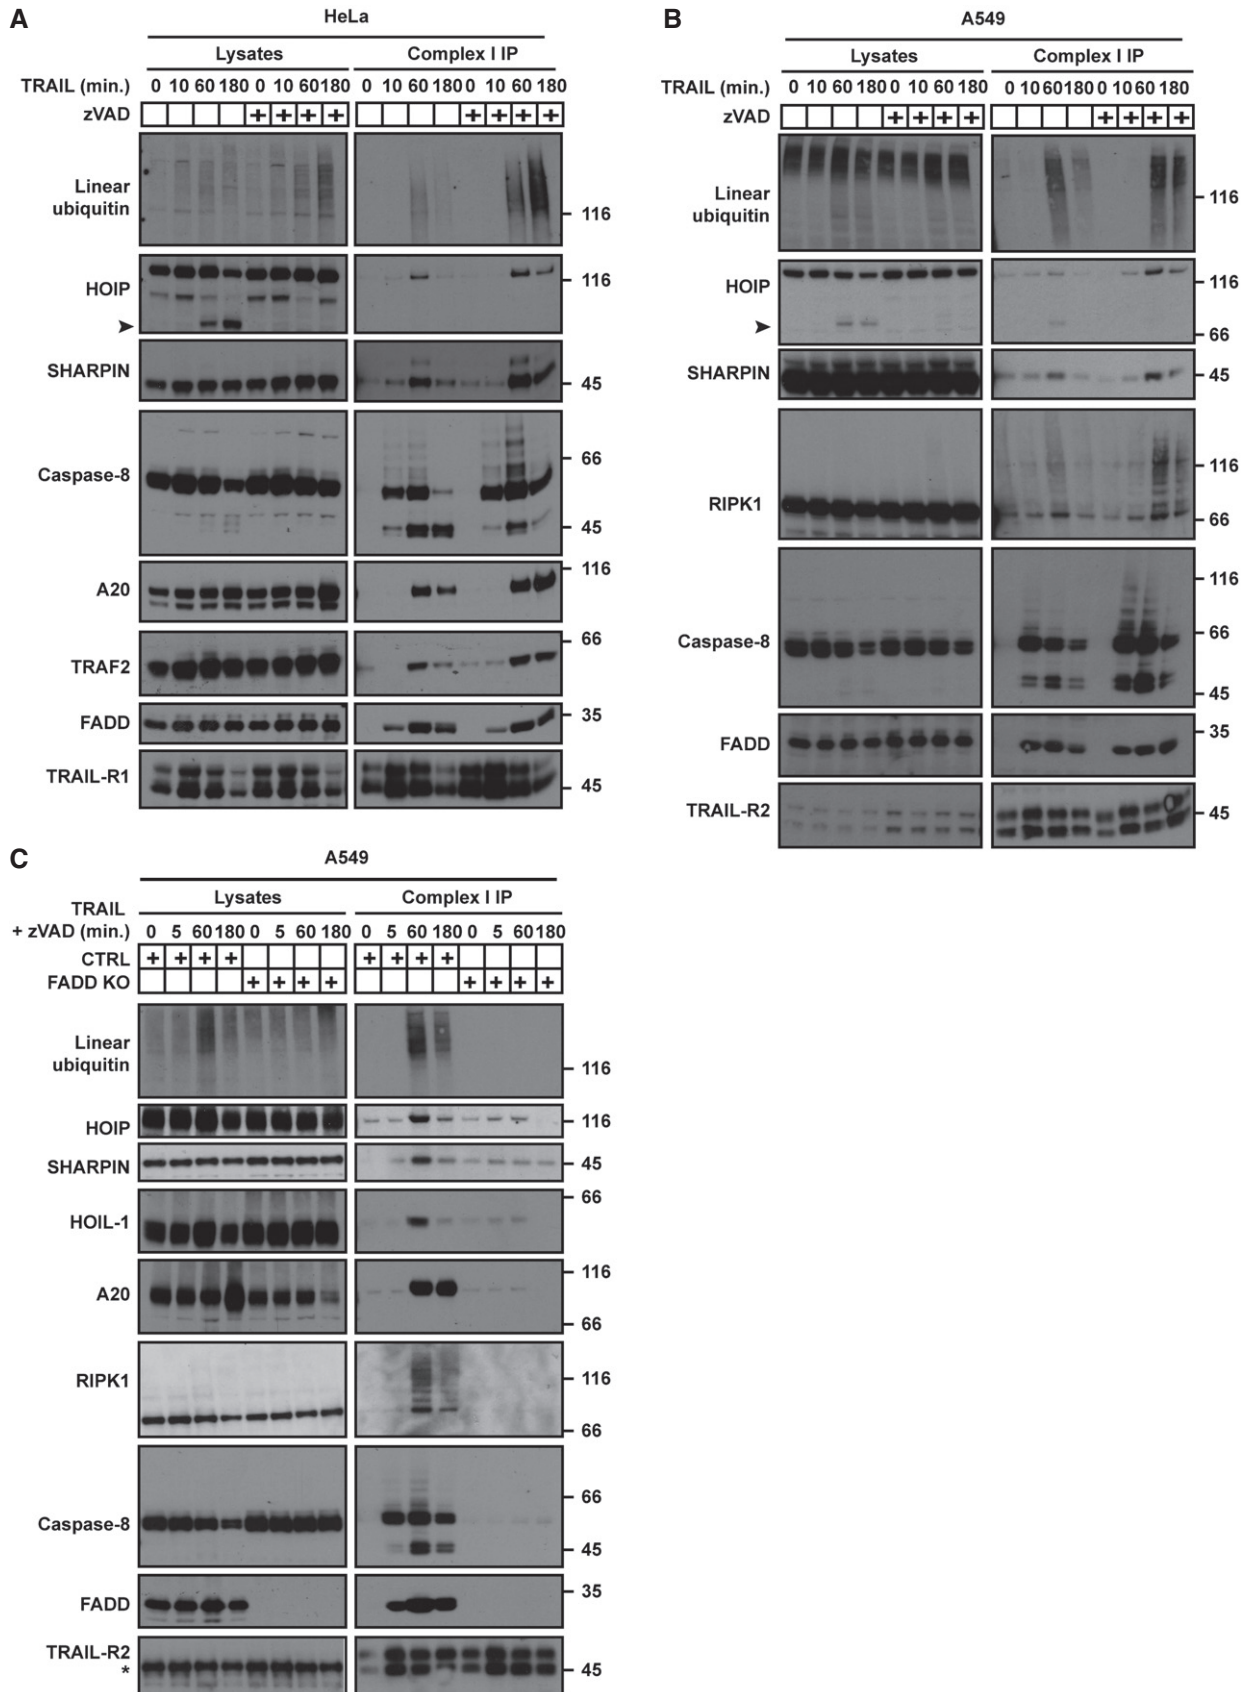 A
HeLa
Lysates
Complex I IP
TRAIL (min.) 0 10 60 180 0 10 60 180 0 10 60 180 0 10 60 180
zVAD + + + + + + + +
Linear
ubiquitin
116
HOIP
116
SHARPIN
45
Caspase-8
66
45
A20
116
TRAF2
66
FADD
35
TRAIL-R1
45
B
A549
Lysates
Complex I IP
TRAIL (min.) 0 10 60 180 0 10 60 180 0 10 60 180 0 10 60 180
zVAD + + + + + + + +
Linear
ubiquitin
116
HOIP
116
66
SHARPIN
45
RIPK1
116
66
Caspase-8
116
66
45
FADD
35
TRAIL-R2
45
C
A549
Lysates
Complex I IP
TRAIL
+ zVAD (min.) 0 5 60 180 0 5 60 180 0 5 60 180 0 5 60 180
CTRL + + + + + + + +
FADD KO + + + + + + + +
Linear
ubiquitin
116
HOIP
116
SHARPIN
45
HOIL-1
66
A20
116
66
RIPK1
116
66
Caspase-8
66
45
FADD
35
TRAIL-R2
*
45